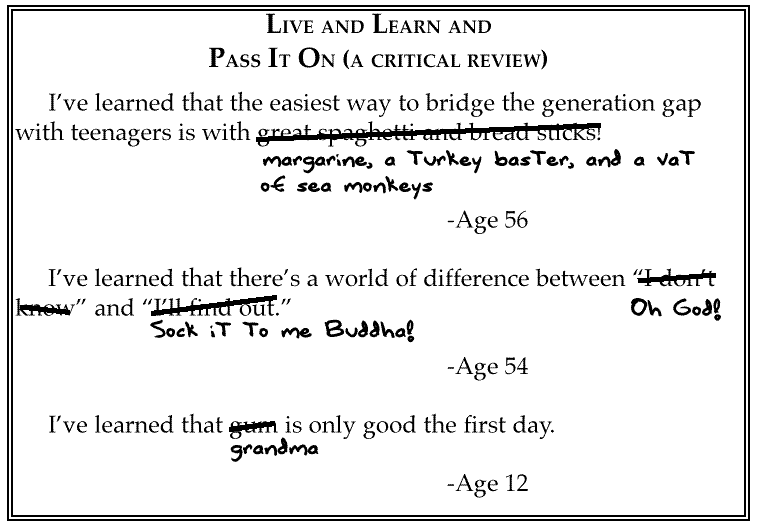 LIVE AND LEARN AND
PASS IT ON (A CRITICAL REVIEW)
I've learned that the easiest way to bridge the generation gap
with teenagers is with great spaghetti and bread sticks!
margarine, a Turkey basTer, and a vaT
of sea monkeys
-Age 56
I've learned that there's a world of difference between "I don't
know" and "I'll find out."
Oh God!
Sock iT To me Buddha!
-Age 54
I've learned that gum is only good the first day.
grandma
-Age 12